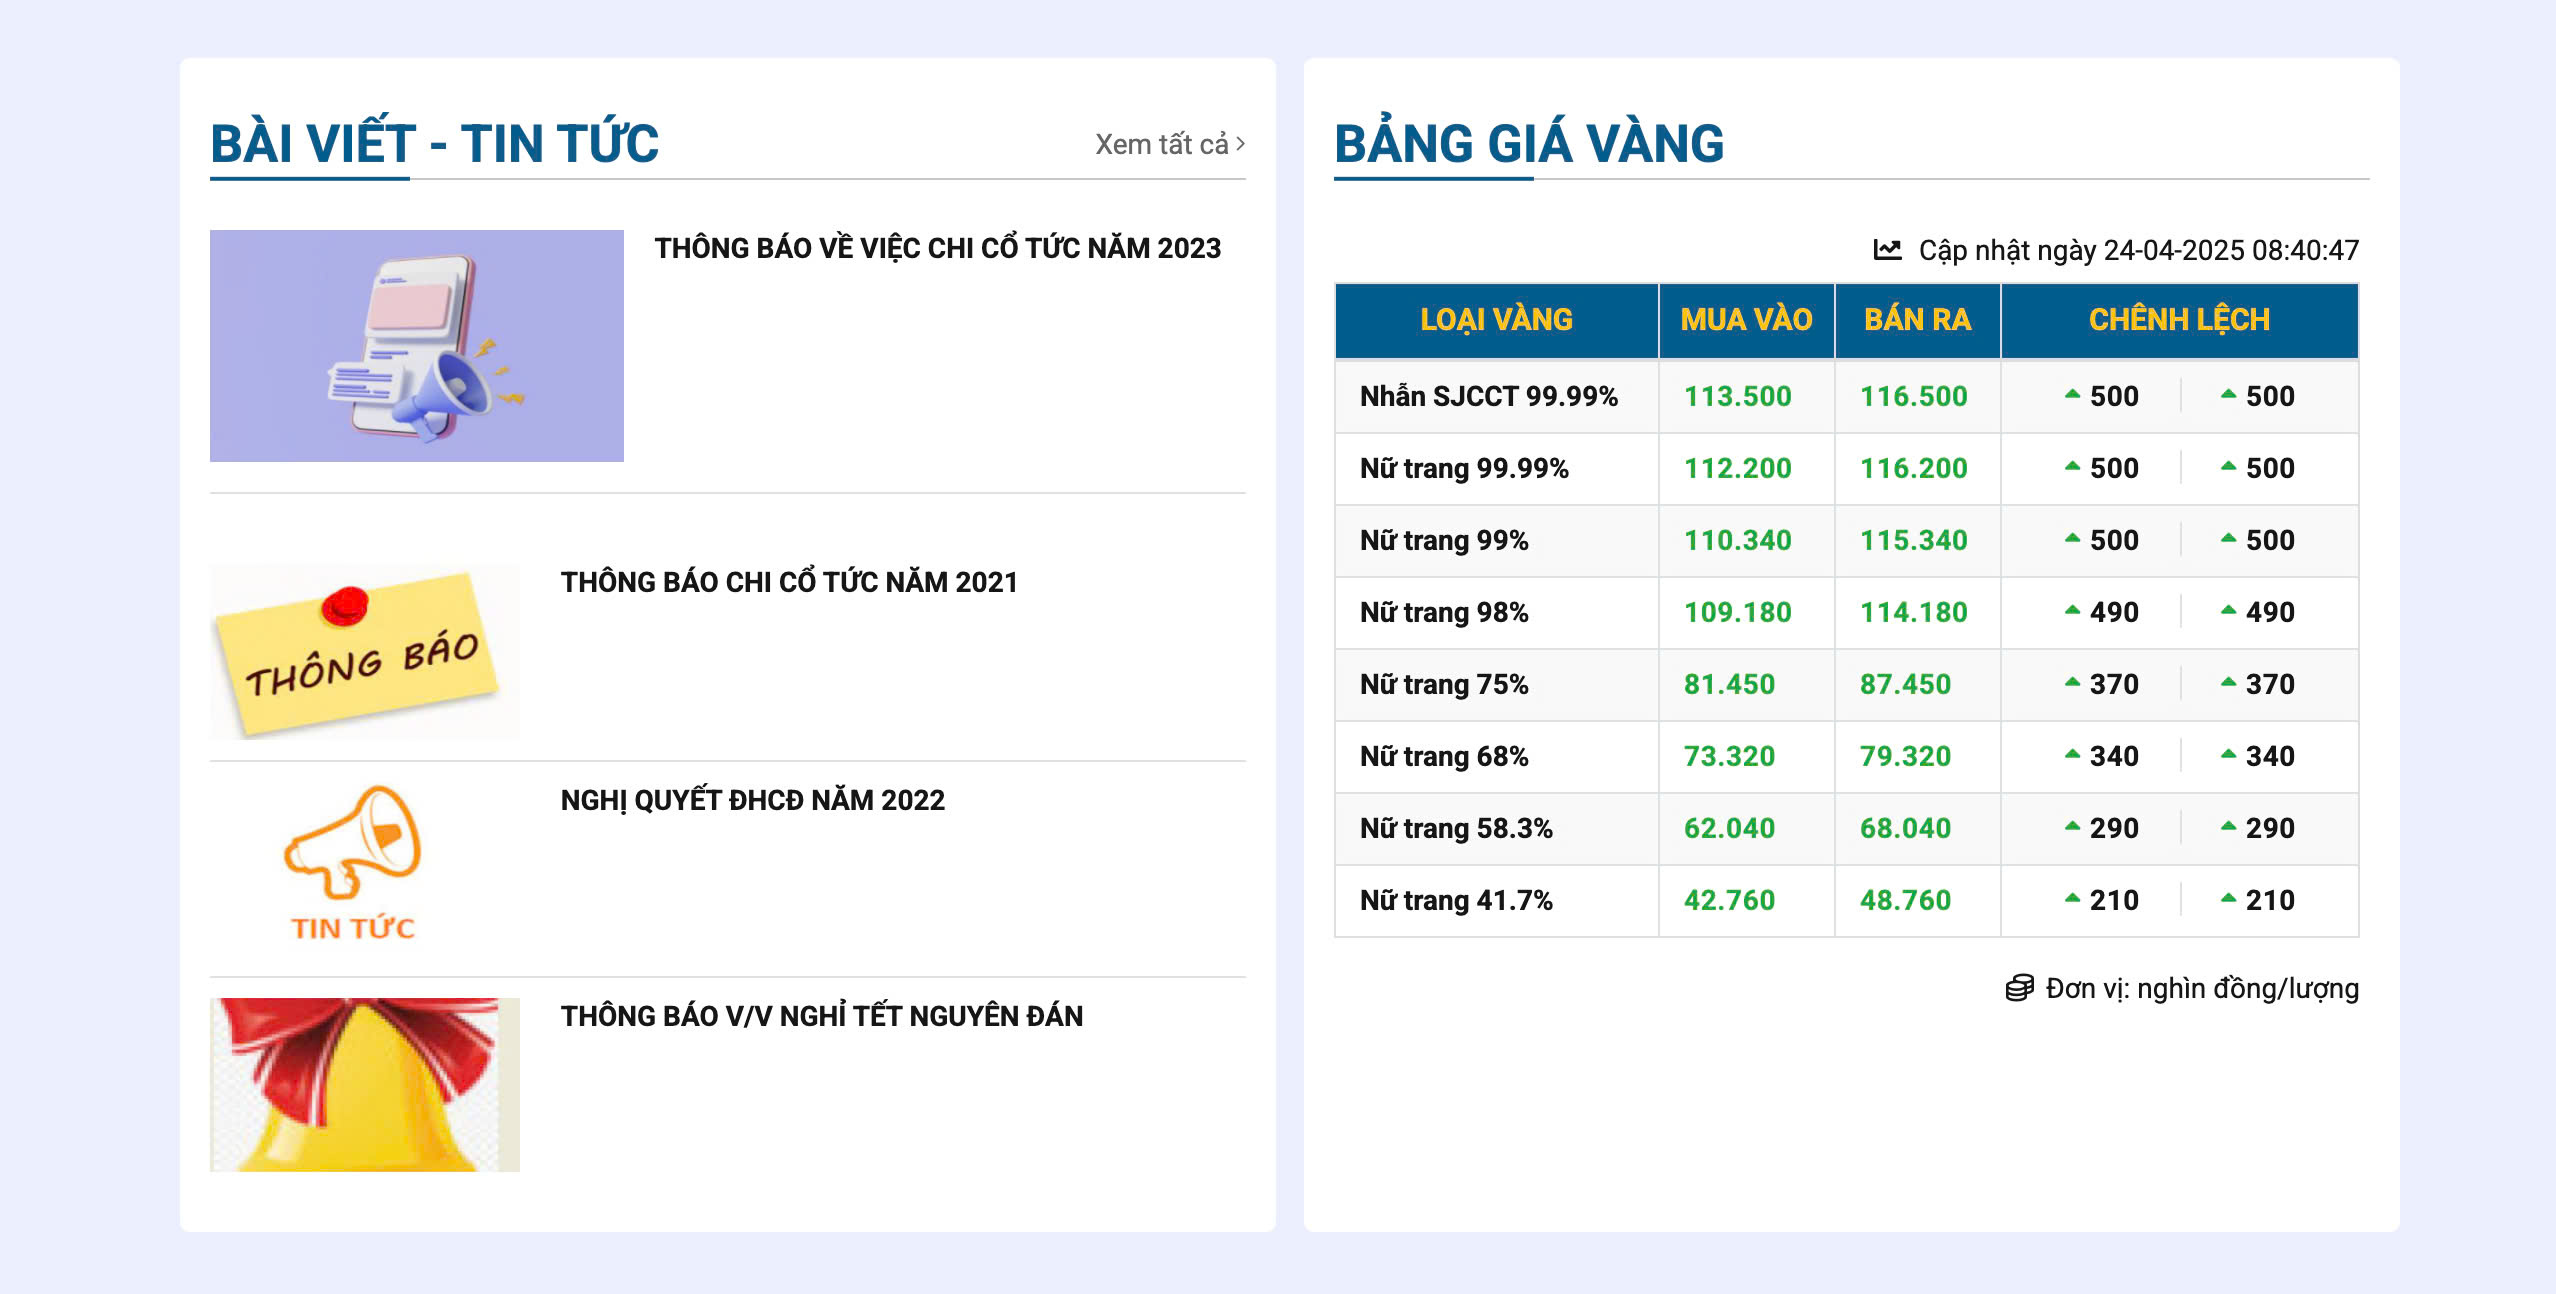 BÀI VIẾT - TIN TỨC
Xem tất cả
THÔNG BÁO VỀ VIỆC CHI CỔ TỨC NĂM 2023
THÔNG BÁO
THÔNG BÁO CHI CỔ TỨC NĂM 2021
TIN TỨC
NGHỊ QUYẾT ĐHCĐ NĂM 2022
THÔNG BÁO V/V NGHỈ TẾT NGUYÊN ĐÁN
BẢNG GIÁ VÀNG
Cập nhật ngày 24-04-2025 08:40:47
LOẠI VÀNG MUA VÀO BÁN RA CHÊNH LỆCH
Nhẫn SJCCT 99.99% 113.500 116.500 500 500
Nữ trang 99.99% 112.200 116.200 500 500
Nữ trang 99% 110.340 115.340 500 500
Nữ trang 98% 109.180 114.180 490 490
Nữ trang 75% 81.450 87.450 370 370
Nữ trang 68% 73.320 79.320 340 340
Nữ trang 58.3% 62.040 68.040 290 290
Nữ trang 41.7% 42.760 48.760 210 210
Đơn vị: nghìn đồng/lượng